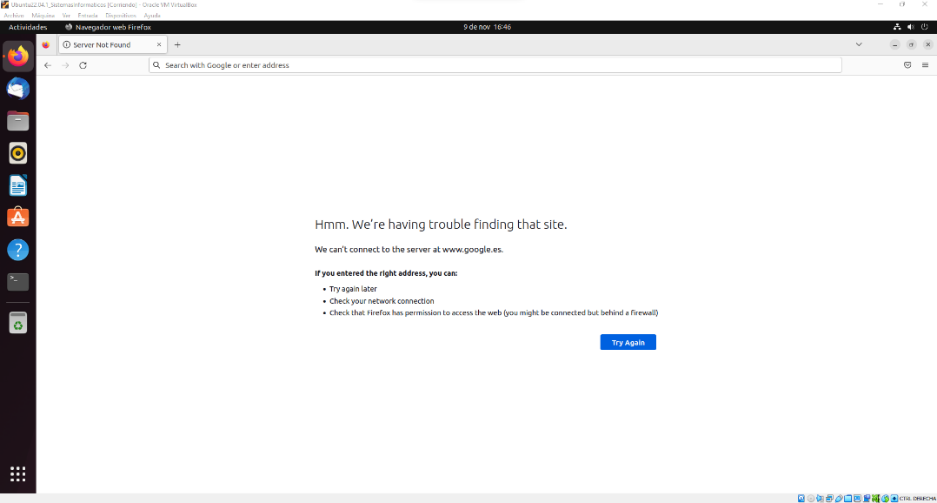 Ubuntu22.04.1_SistemasInformaticos [Corriendo] - Oracle VM VirtualBox
Archivo Máquina Ver Entrada Dispositivos Ayuda
Actividades Navegador web Firefox 9 de nov 16:46
Server Not Found
Search with Google or enter address
Hmm. We're having trouble finding that site.
We can't connect to the server at www.google.es.
If you entered the right address, you can:
Try again later
Check your network connection
Check that Firefox has permission to access the web (you might be connected but behind a firewall)
Try Again
CTRL DERECHA